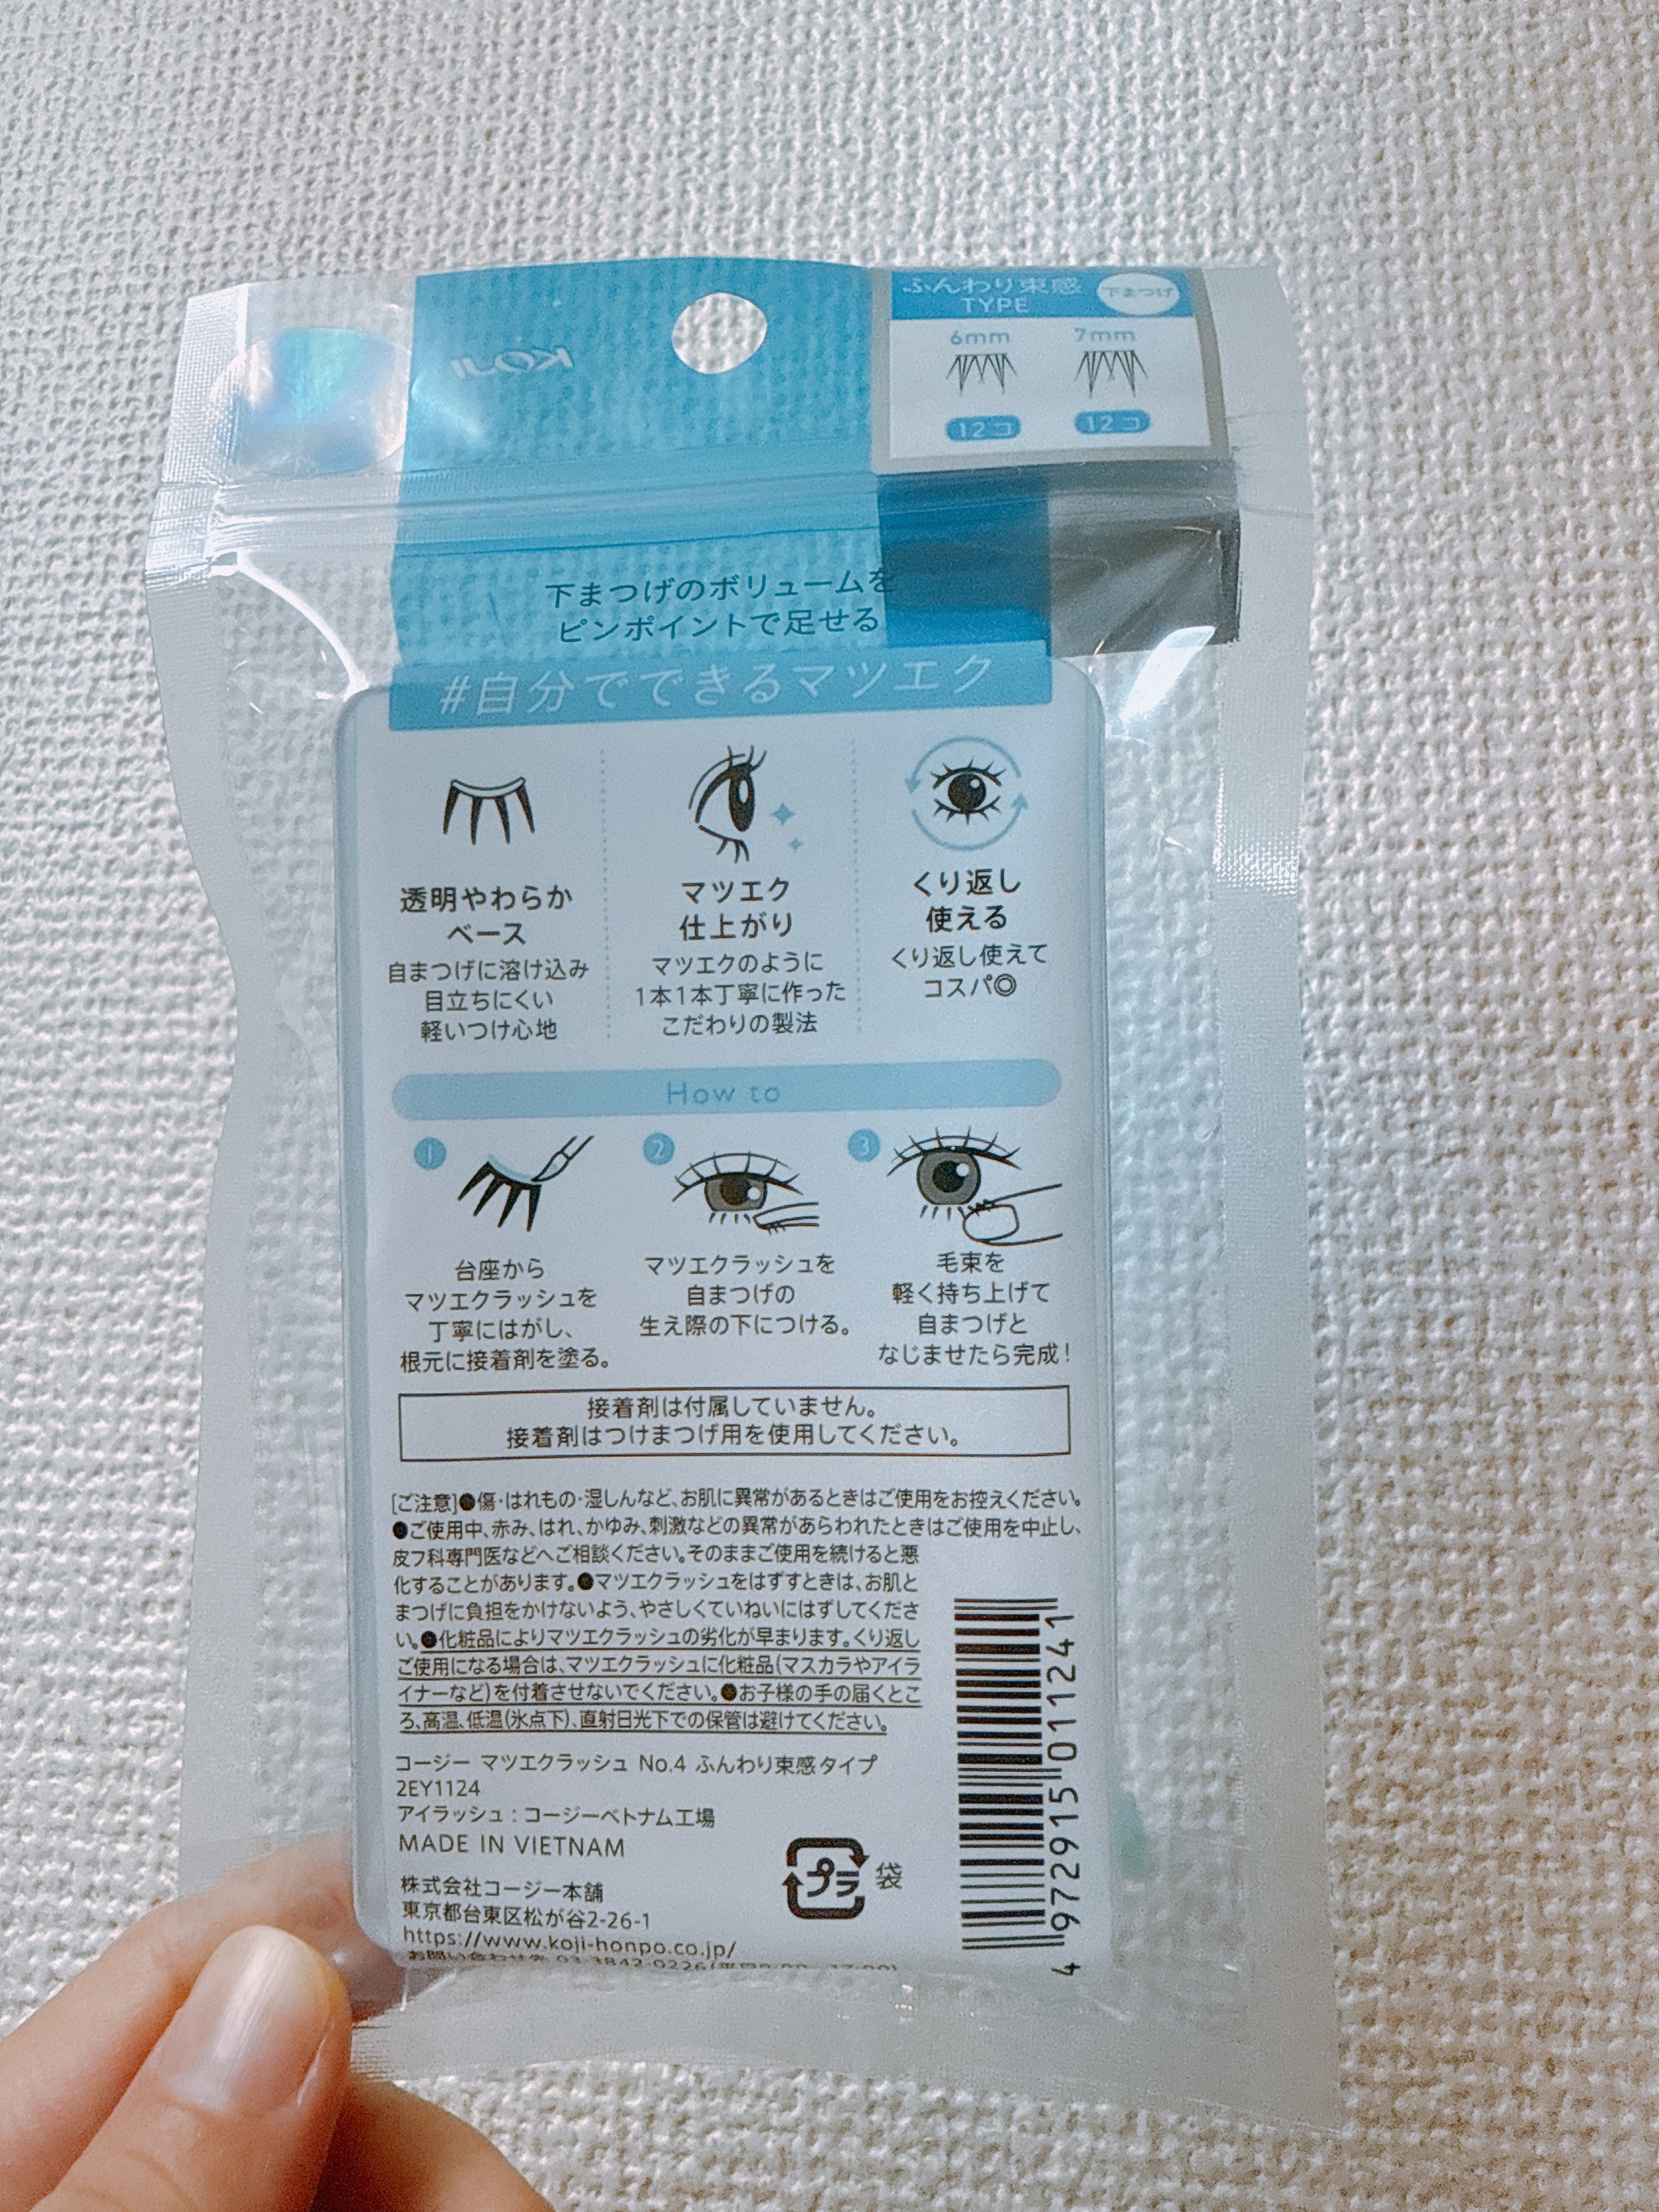 KOJI
ふんわり束感
TYPE
下まつげ
6mm 7mm
12コ 12コ
下まつげのボリュームを
ピンポイントで足せる
#自分でできるマツエク
透明やわらか
ベース
自まつげに溶け込み
目立ちにくい
軽いつけ心地
マツエク
仕上がり
マツエクのように
1本1本丁寧に作った
こだわりの製法
くり返し
使える
くり返し使えて
コスパ◎
How to
1
台座から
マツエクラッシュを
丁寧にはがし、
根元に接着剤を塗る。
2
マツエクラッシュを
自まつげの
生え際の下につける。
3
毛束を
軽く持ち上げて
自まつげと
なじませたら完成!
接着剤は付属していません。
接着剤はつけまつげ用を使用してください。
[ご注意]●傷・はれもの・湿しんなど、お肌に異常があるときはご使用をお控えください。
●ご使用中、赤み、はれ、かゆみ、刺激などの異常があらわれたときはご使用を中止し、
皮フ科専門医などへご相談ください。そのままご使用を続けると悪
化することがあります。●マツエクラッシュをはずすときは、お肌と
まつげに負担をかけないよう、やさしくていねいにはずしてくださ
い。●化粧品によりマツエクラッシュの劣化が早まります。くり返し
ご使用になる場合は、マツエクラッシュに化粧品(マスカラやアイラ
イナーなど)を付着させないでください。●お子様の手の届くとこ
ろ、高温、低温(氷点下)、直射日光下での保管は避けてください。
コージー マツエクラッシュ No.4 ふんわり束感タイプ
2EY1124
アイラッシュ:コージーベトナム工場
MADE IN VIETNAM
株式会社コージー本舗
東京都台東区松が谷2-26-1
https://www.koji-honpo.co.jp/
お問い合わせ先 03-3842-0226(平日9:00-17:00)
プラ 袋
4 972915 011241